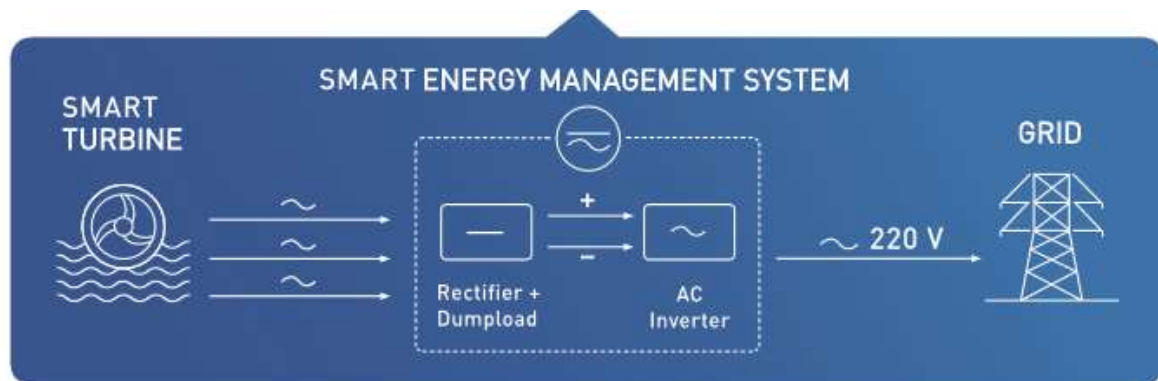 SMART ENERGY MANAGEMENT SYSTEM
SMART
TURBINE
GRID
~
~
~
+
−
~ 220 V
Rectifier +
Dumpload
AC
Inverter